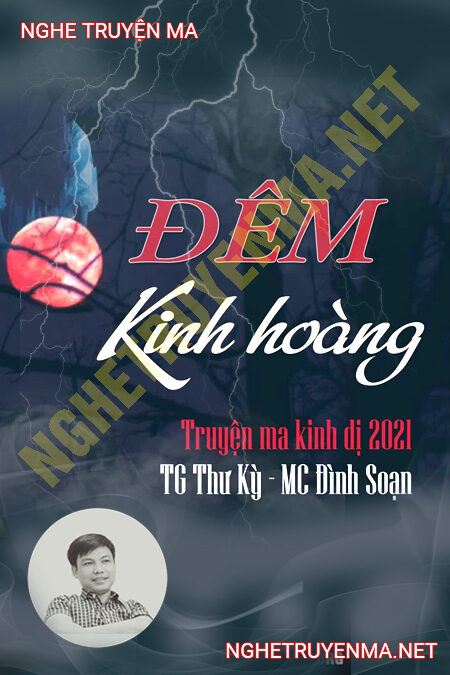 NGHE TRUYỆN MA
NGHETRUYENMA.NET
ĐÊM
Kinh hoàng
Truyện ma kinh dị 2021
TG Thư Kỳ - MC Đình Soạn
NGHETRUYENMA.NET